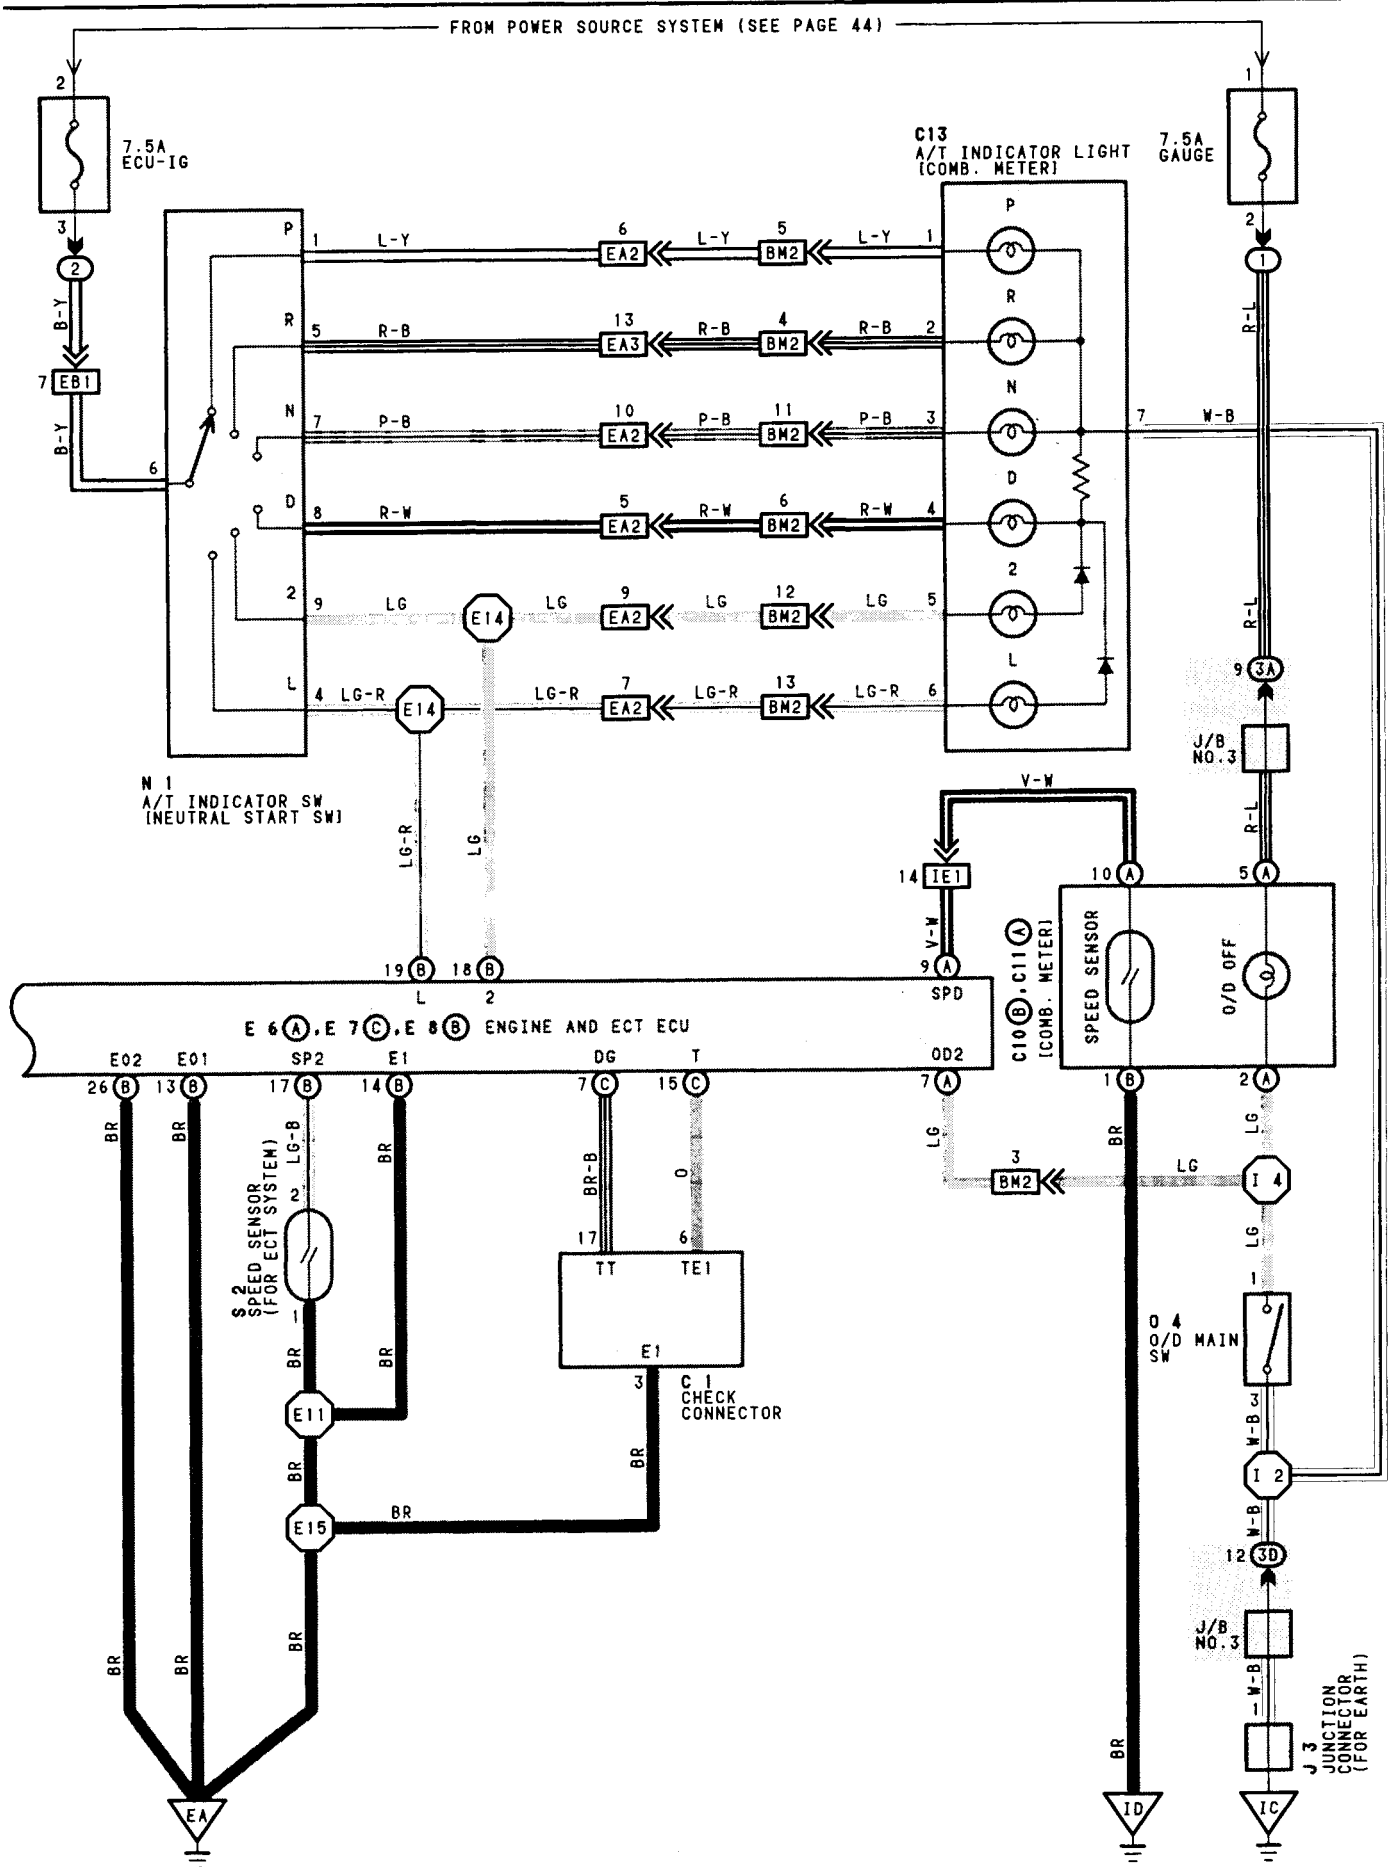 FROM POWER SOURCE SYSTEM (SEE PAGE 44)
2
1
7.5A
ECU-IG
C13
A/T INDICATOR LIGHT
[COMB. METER]
7.5A
GAUGE
3
2
2
1
B-Y
R-L
7 EB1
B-Y
6
P
1 L-Y 6 EA2 L-Y 5 BM2 L-Y 1 P
R
5 R-B 13 EA3 R-B 4 BM2 R-B 2 R
N
7 P-B 10 EA2 P-B 11 BM2 P-B 3 N 7 W-B
D
8 R-W 5 EA2 R-W 6 BM2 R-W 4 D
2
9 LG E14 LG 9 EA2 LG 12 BM2 LG 5 2
L
4 LG-R E14 LG-R 7 EA2 LG-R 13 BM2 LG-R 6 L
R-L
9 3A
J/B
NO.3
R-L
N 1
A/T INDICATOR SW
[NEUTRAL START SW]
LG-R
LG
V-W
14 IE1
V-W
10 A
5 A
19 B
18 B
9 A
L
2
SPD
C10 B, C11 A
[COMB. METER]
SPEED SENSOR
O/D OFF
E 6 A, E 7 C, E 8 B ENGINE AND ECT ECU
E02 E01 SP2 E1 DG T OD2
26 B 13 B 17 B 14 B 7 C 15 C 7 A 1 B 2 A
BR
BR
LG-B
BR
BR-B
O
LG
BR
LG
3
BM2
LG
I 4
LG
2
S 2
SPEED SENSOR
(FOR ECT SYSTEM)
1
17
6
TT
TE1
E1
3
C 1
CHECK
CONNECTOR
1
O 4
O/D MAIN
SW
3
BR
BR
E11
W-B
BR
BR
I 2
E15
BR
W-B
12 3D
J/B
NO.3
BR
BR
BR
W-B
1
J 3
JUNCTION
CONNECTOR
(FOR EARTH)
BR
EA
ID
IC